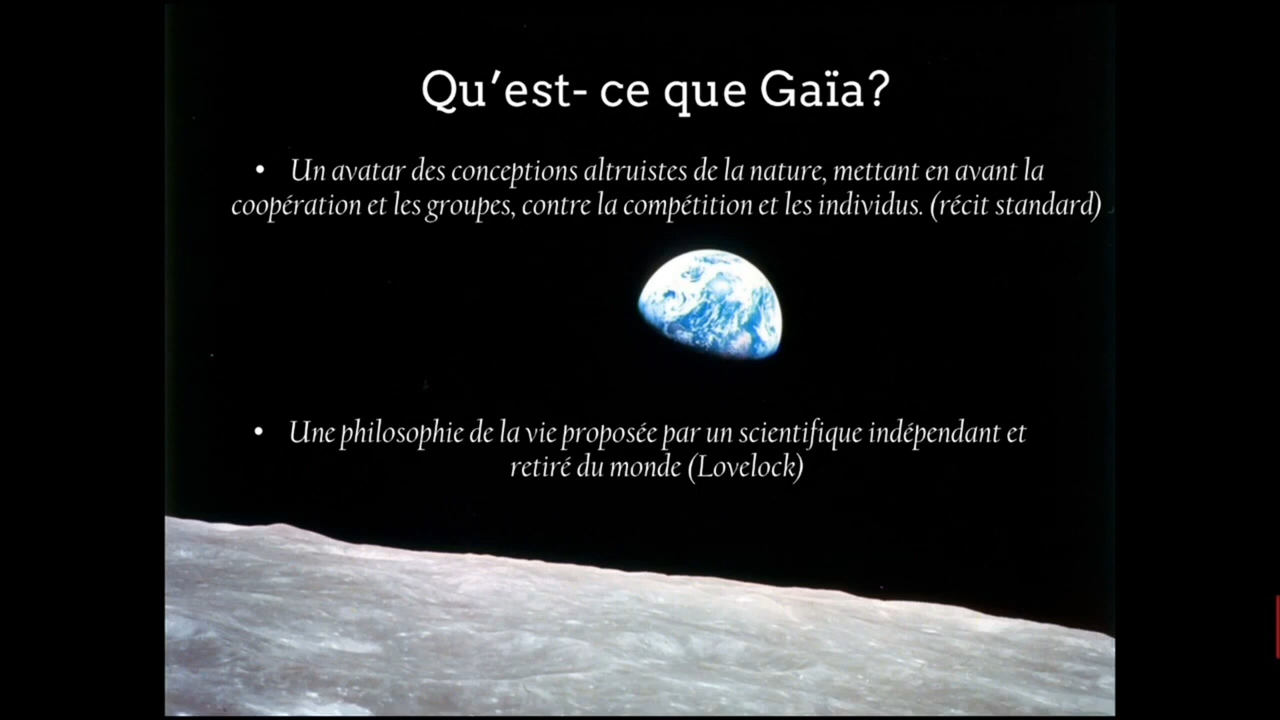 Qu’est- ce que Gaïa?
• Un avatar des conceptions altruistes de la nature, mettant en avant la
coopération et les groupes, contre la compétition et les individus. (récit standard)
• Une philosophie de la vie proposée par un scientifique indépendant et
retiré du monde (Lovelock)